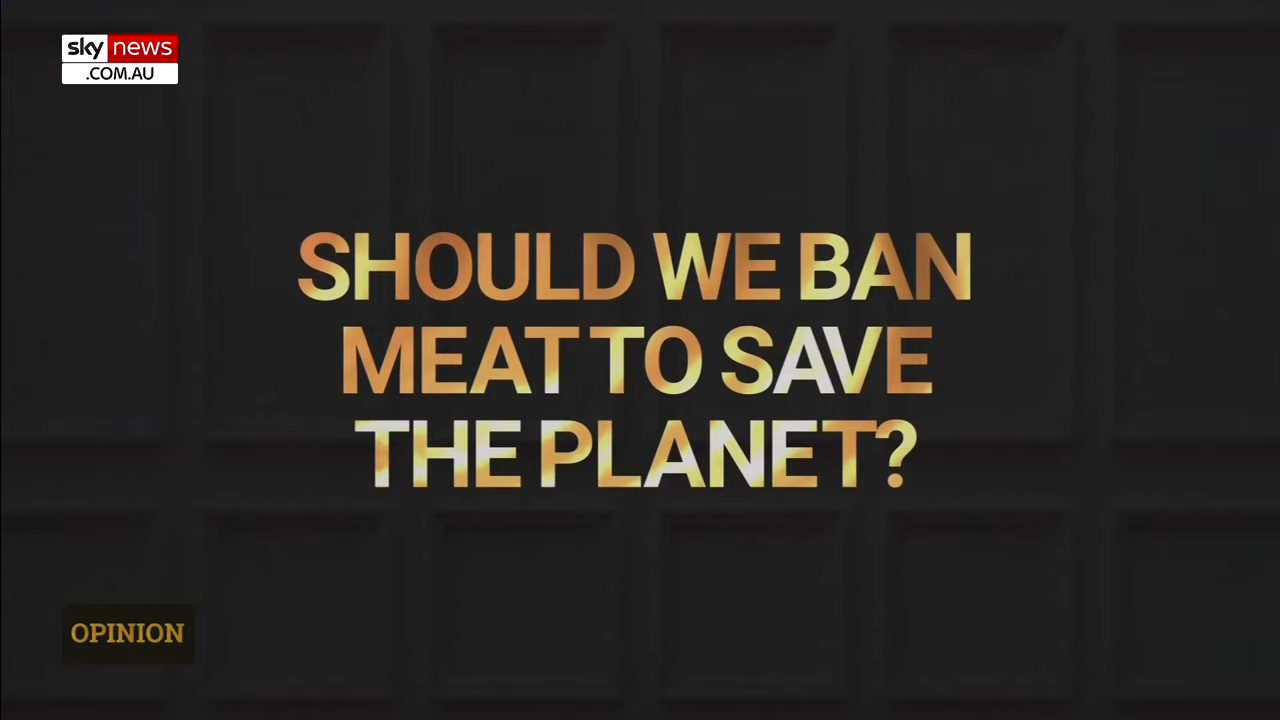 sky news
.COM.AU
SHOULD WE BAN
MEAT TO SAVE
THE PLANET?
OPINION